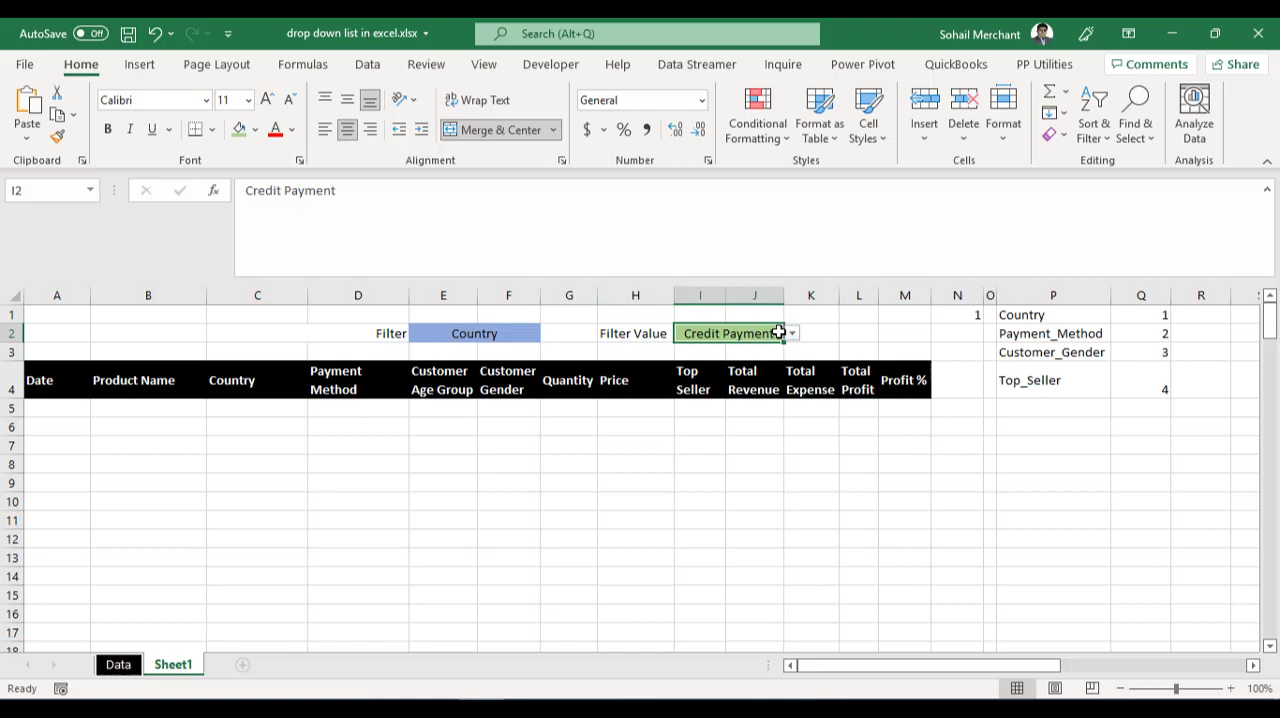 AutoSave Off drop down list in excel.xlsx Search (Alt+Q) Sohail Merchant
File Home Insert Page Layout Formulas Data Review View Developer Help Data Streamer Inquire Power Pivot QuickBooks PP Utilities Comments Share
Paste Calibri 11 A^ A˅ Wrap Text General Conditional Formatting Format as Table Cell Styles Insert Delete Format Sort & Filter Find & Select Analyze Data
B I U A Merge & Center $ % 9
Clipboard Font Alignment Number Styles Cells Editing Analysis
I2 fx Credit Payment
A B C D E F G H I J K L M N O P Q R
1 1 Country 1
2 Filter Country Filter Value Credit Payment Payment_Method 2
3 Customer_Gender 3
4 Date Product Name Country Payment Method Customer Age Group Customer Gender Quantity Price Top Seller Total Revenue Total Expense Total Profit Profit % Top_Seller 4
5
6
7
8
9
10
11
12
13
14
15
16
17
Data Sheet1
Ready 100%